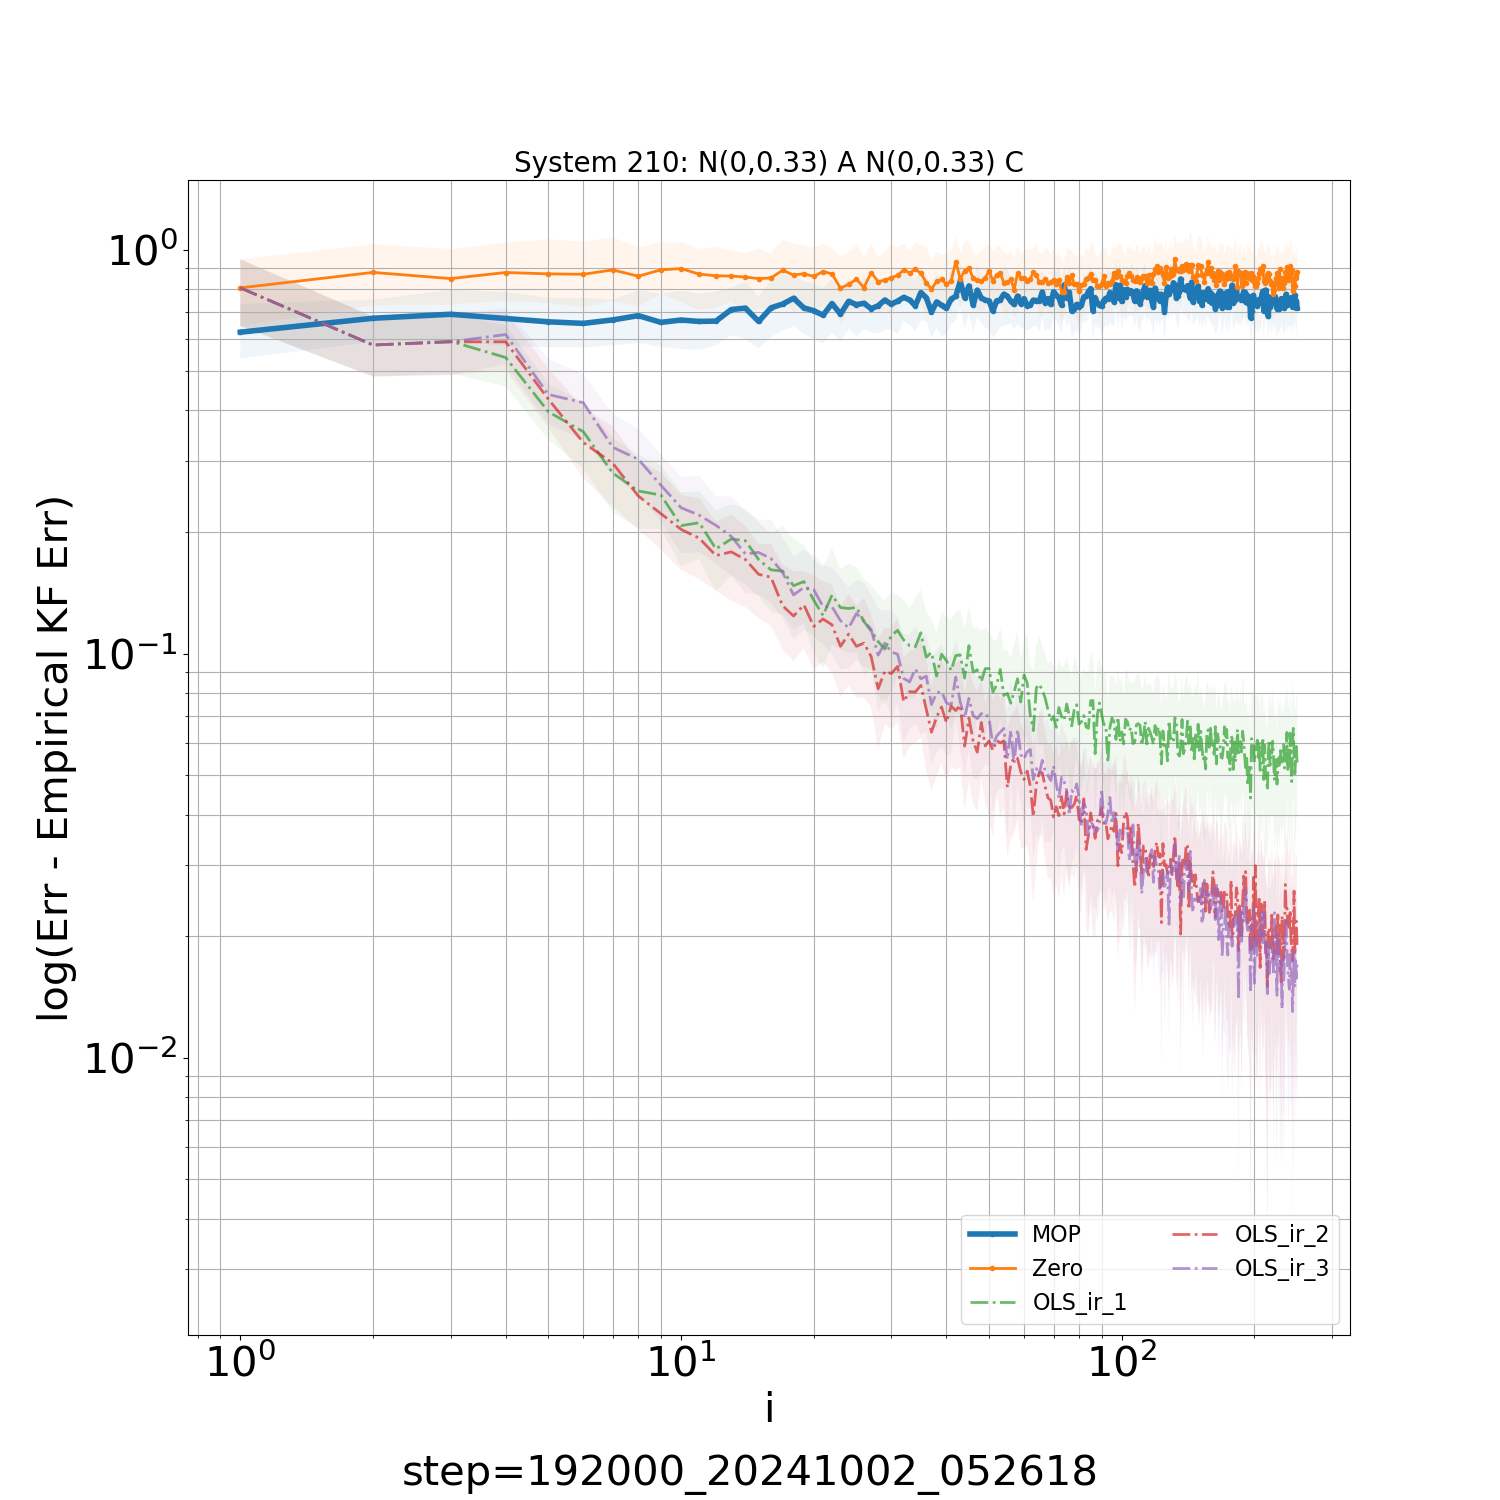 System 210: N(0,0.33) A N(0,0.33) C
log(Err - Empirical KF Err)
10⁰
10⁻¹
10⁻²
MOP
Zero
OLS_ir_1
OLS_ir_2
OLS_ir_3
10⁰ 10¹ 10²
i
step=192000_20241002_052618